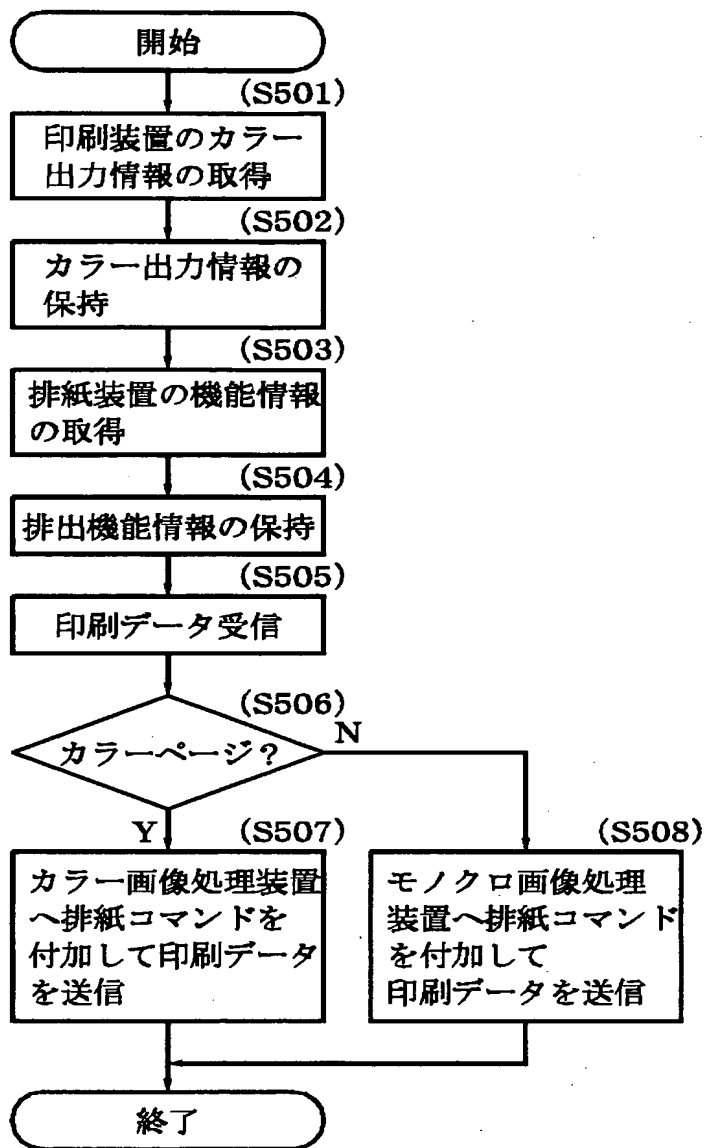 開始
(S501)
印刷装置のカラー
出力情報の取得
(S502)
カラー出力情報の
保持
(S503)
排紙装置の機能情報
の取得
(S504)
排出機能情報の保持
(S505)
印刷データ受信
(S506)
カラーページ？
N
Y
(S507)
カラー画像処理装置
へ排紙コマンドを
付加して印刷データ
を送信
(S508)
モノクロ画像処理
装置へ排紙コマンド
を付加して
印刷データを送信
終了